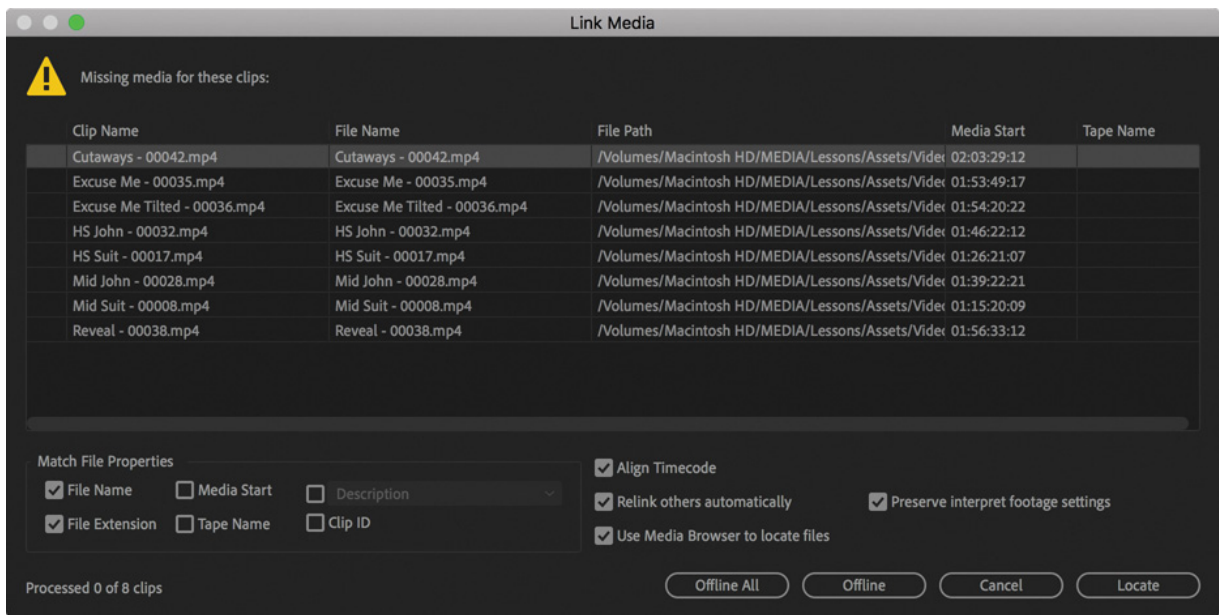 Link Media
Missing media for these clips:
Clip Name File Name File Path Media Start Tape Name
Cutaways - 00042.mp4 Cutaways - 00042.mp4 /Volumes/Macintosh HD/MEDIA/Lessons/Assets/Video 02:03:29:12
Excuse Me - 00035.mp4 Excuse Me - 00035.mp4 /Volumes/Macintosh HD/MEDIA/Lessons/Assets/Video 01:53:49:17
Excuse Me Tilted - 00036.mp4 Excuse Me Tilted - 00036.mp4 /Volumes/Macintosh HD/MEDIA/Lessons/Assets/Video 01:54:20:22
HS John - 00032.mp4 HS John - 00032.mp4 /Volumes/Macintosh HD/MEDIA/Lessons/Assets/Video 01:46:22:12
HS Suit - 00017.mp4 HS Suit - 00017.mp4 /Volumes/Macintosh HD/MEDIA/Lessons/Assets/Video 01:26:21:07
Mid John - 00028.mp4 Mid John - 00028.mp4 /Volumes/Macintosh HD/MEDIA/Lessons/Assets/Video 01:39:22:21
Mid Suit - 00008.mp4 Mid Suit - 00008.mp4 /Volumes/Macintosh HD/MEDIA/Lessons/Assets/Video 01:15:20:09
Reveal - 00038.mp4 Reveal - 00038.mp4 /Volumes/Macintosh HD/MEDIA/Lessons/Assets/Video 01:56:33:12
Match File Properties
File Name Media Start Description
File Extension Tape Name Clip ID
Align Timecode
Relink others automatically Preserve interpret footage settings
Use Media Browser to locate files
Processed 0 of 8 clips
Offline All Offline Cancel Locate